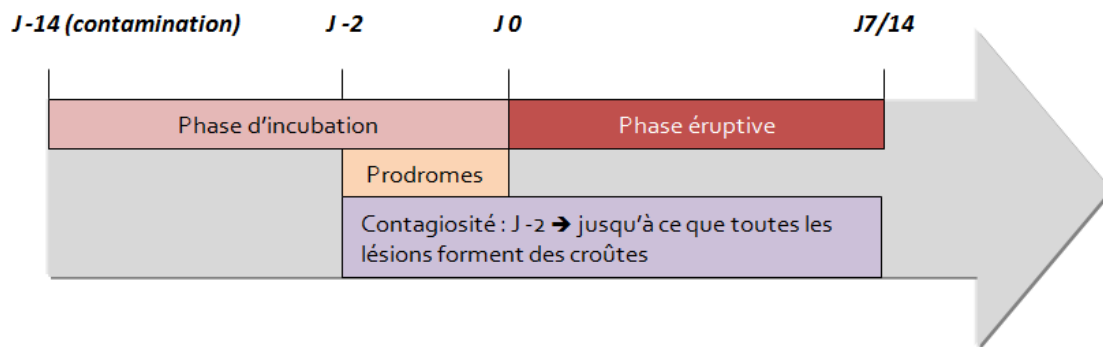 J -14 (contamination) J -2 J 0 J7/14
Phase d'incubation Phase éruptive
Prodromes
Contagiosité : J -2 ➔ jusqu'à ce que toutes les
lésions forment des croûtes